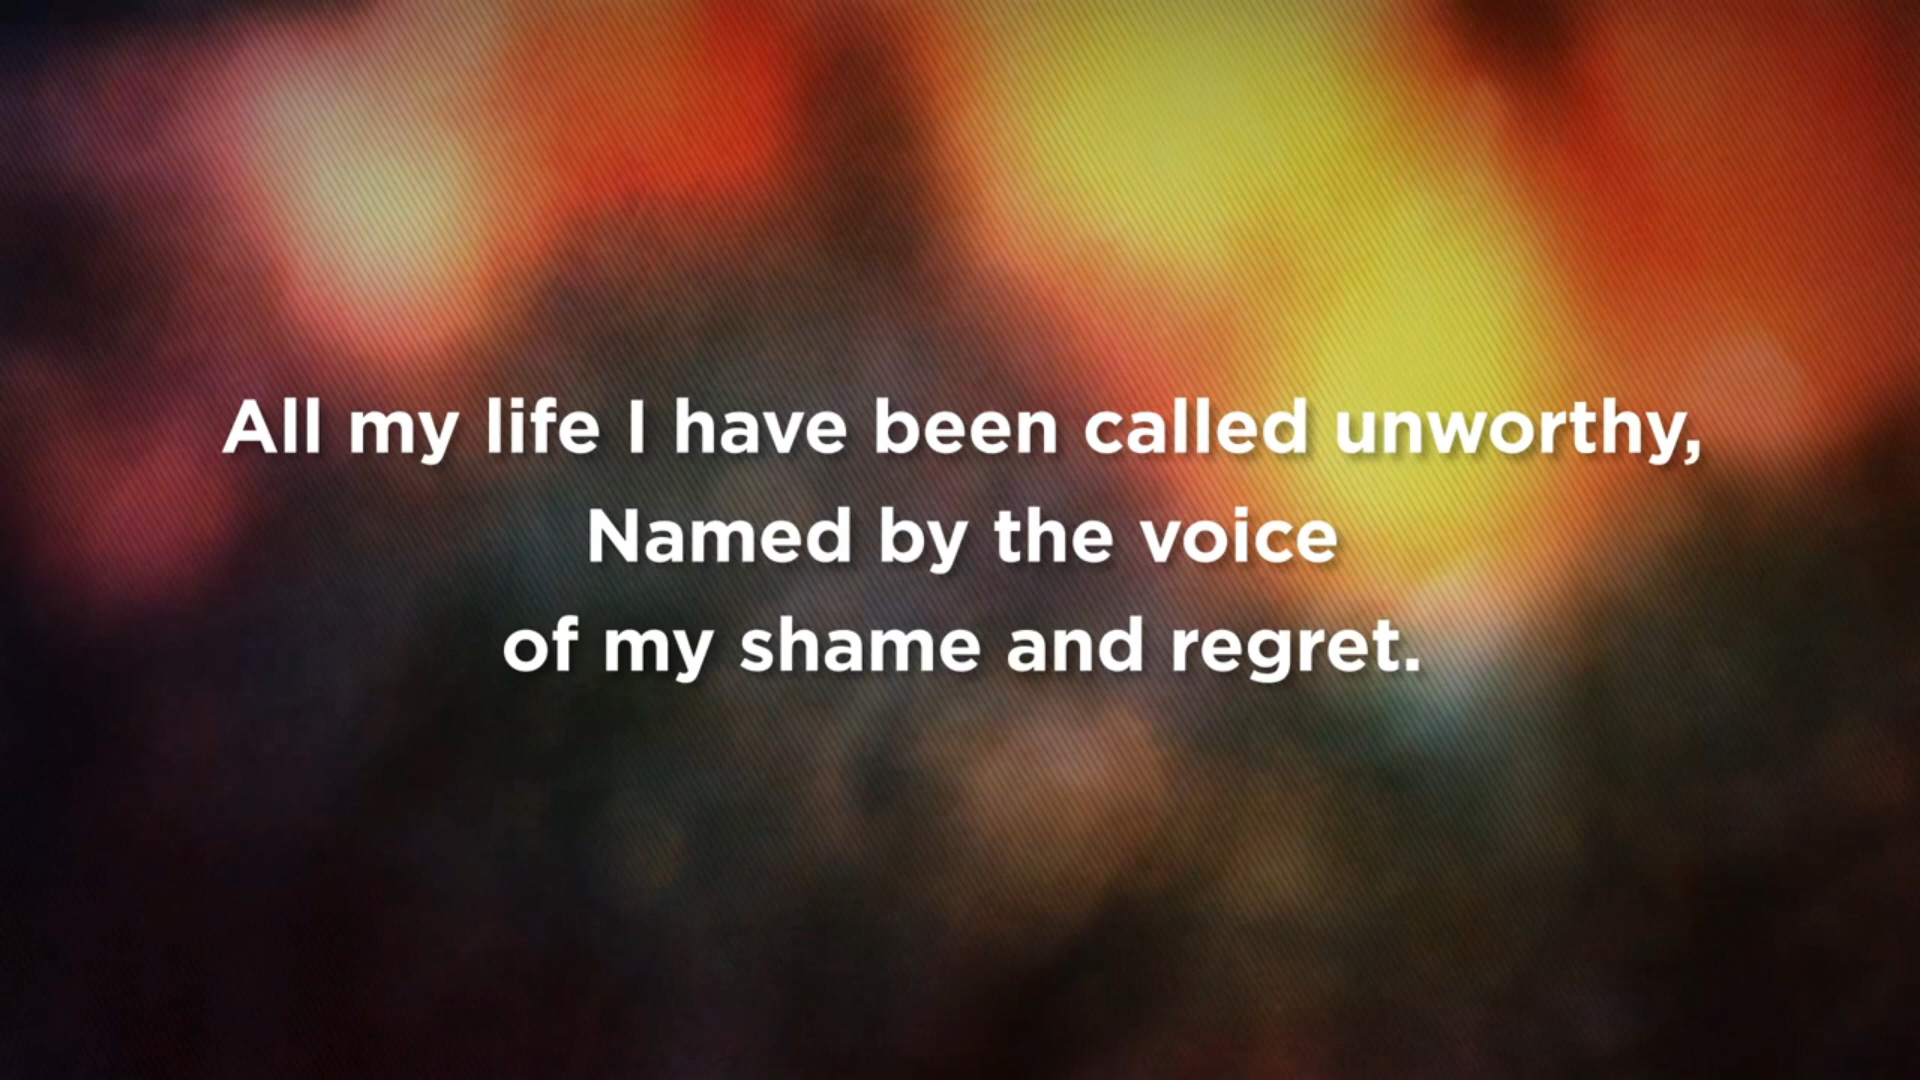 All my life I have been called unworthy,
Named by the voice
of my shame and regret.